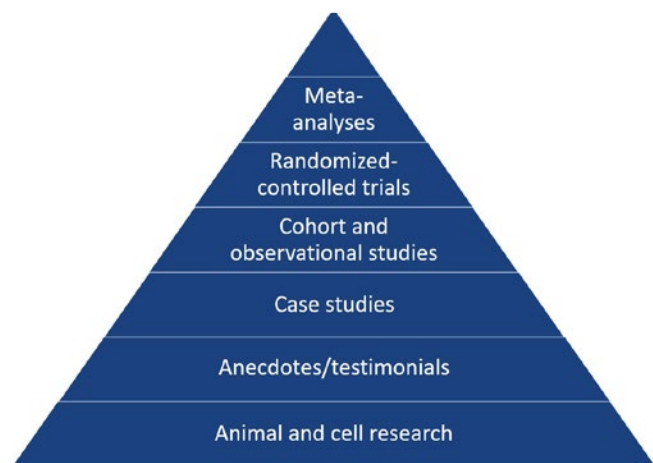 Meta-
analyses
Randomized-
controlled trials
Cohort and
observational studies
Case studies
Anecdotes/testimonials
Animal and cell research